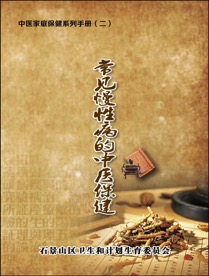 中医家庭保健系列手册（二）
常见慢性病的中医保健
石景山区卫生和计划生育委员会